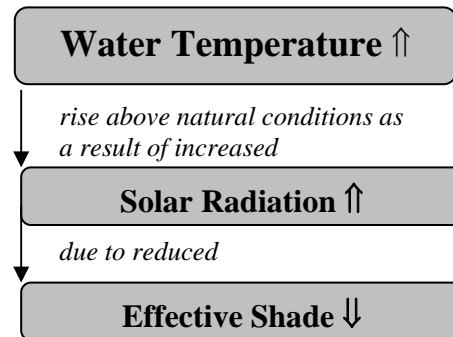 Water Temperature ⇑
rise above natural conditions as
a result of increased
Solar Radiation ⇑
due to reduced
Effective Shade ⇓